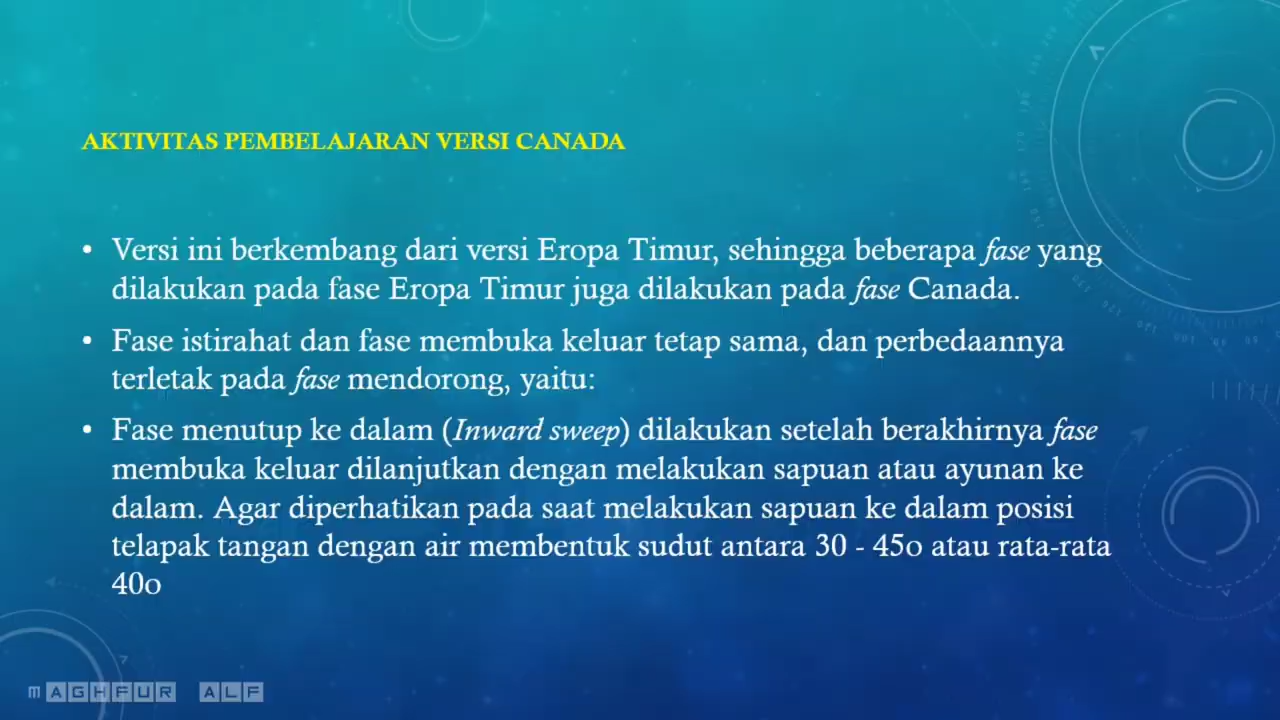 AKTIVITAS PEMBELAJARAN VERSI CANADA
• Versi ini berkembang dari versi Eropa Timur, sehingga beberapa fase yang
dilakukan pada fase Eropa Timur juga dilakukan pada fase Canada.
• Fase istirahat dan fase membuka keluar tetap sama, dan perbedaannya
terletak pada fase mendorong, yaitu:
• Fase menutup ke dalam (Inward sweep) dilakukan setelah berakhirnya fase
membuka keluar dilanjutkan dengan melakukan sapuan atau ayunan ke
dalam. Agar diperhatikan pada saat melakukan sapuan ke dalam posisi
telapak tangan dengan air membentuk sudut antara 30 - 45o atau rata-rata
40o
MAGHFUR ALF